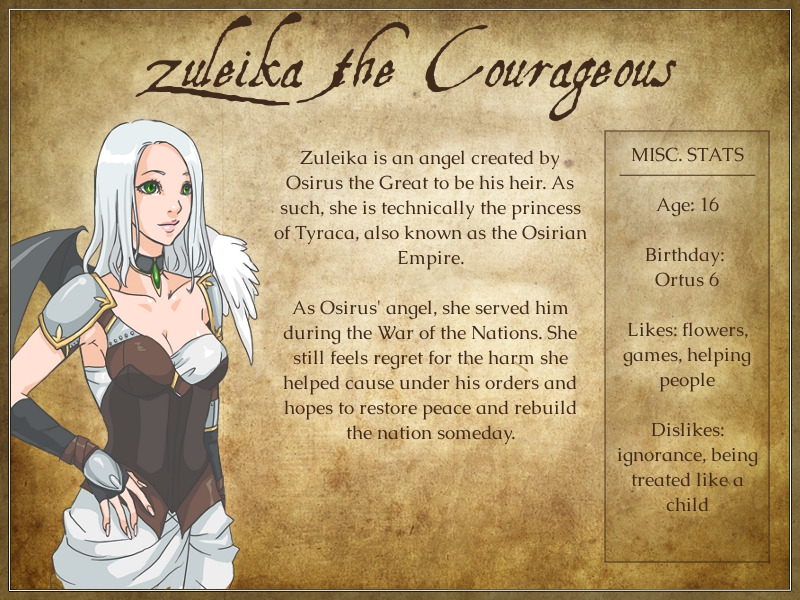 Zuleika the Courageous
Zuleika is an angel created by
Osirus the Great to be his heir. As
such, she is technically the princess
of Tyraca, also known as the Osirian
Empire.
As Osirus' angel, she served him
during the War of the Nations. She
still feels regret for the harm she
helped cause under his orders and
hopes to restore peace and rebuild
the nation someday.
MISC. STATS
Age: 16
Birthday:
Ortus 6
Likes: flowers,
games, helping
people
Dislikes:
ignorance, being
treated like a
child